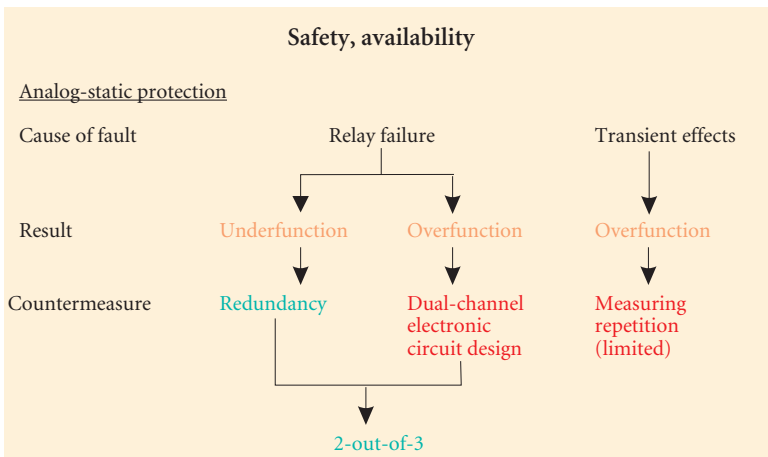 Safety, availability
Analog-static protection
Cause of fault Relay failure Transient effects
Result Underfunction Overfunction Overfunction
Countermeasure Redundancy Dual-channel electronic circuit design Measuring repetition (limited)
2-out-of-3